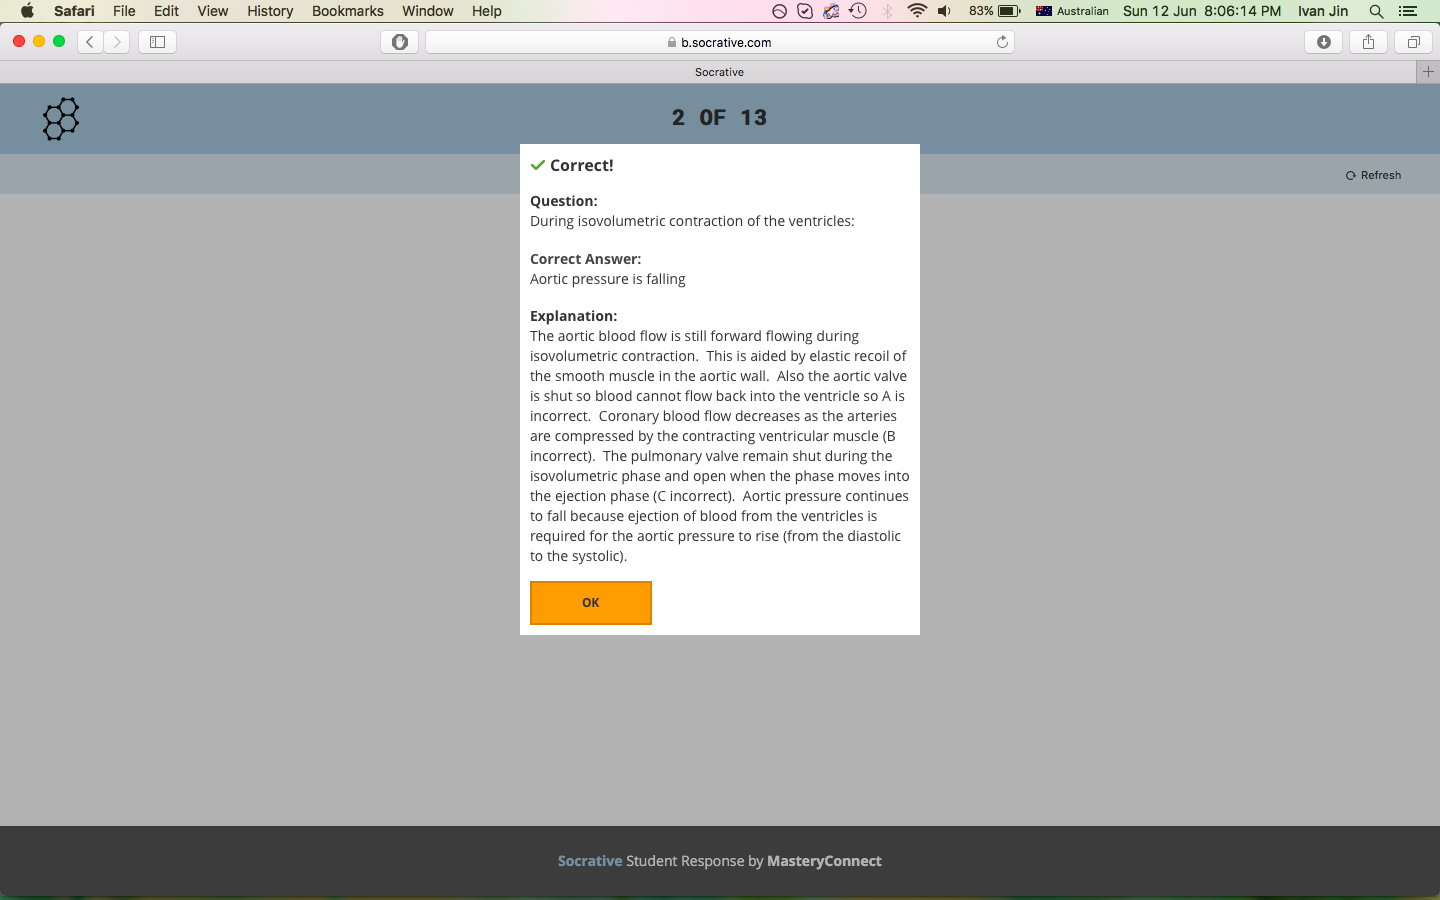 Safari File Edit View History Bookmarks Window Help 83% Australian Sun 12 Jun 8:06:14 PM Ivan Jin
b.socrative.com
Socrative
2 OF 13
Refresh
Correct!
Question:
During isovolumetric contraction of the ventricles:
Correct Answer:
Aortic pressure is falling
Explanation:
The aortic blood flow is still forward flowing during
isovolumetric contraction.  This is aided by elastic recoil of
the smooth muscle in the aortic wall.  Also the aortic valve
is shut so blood cannot flow back into the ventricle so A is
incorrect.  Coronary blood flow decreases as the arteries
are compressed by the contracting ventricular muscle (B
incorrect).  The pulmonary valve remain shut during the
isovolumetric phase and open when the phase moves into
the ejection phase (C incorrect).  Aortic pressure continues
to fall because ejection of blood from the ventricles is
required for the aortic pressure to rise (from the diastolic
to the systolic).
OK
Socrative Student Response by MasteryConnect